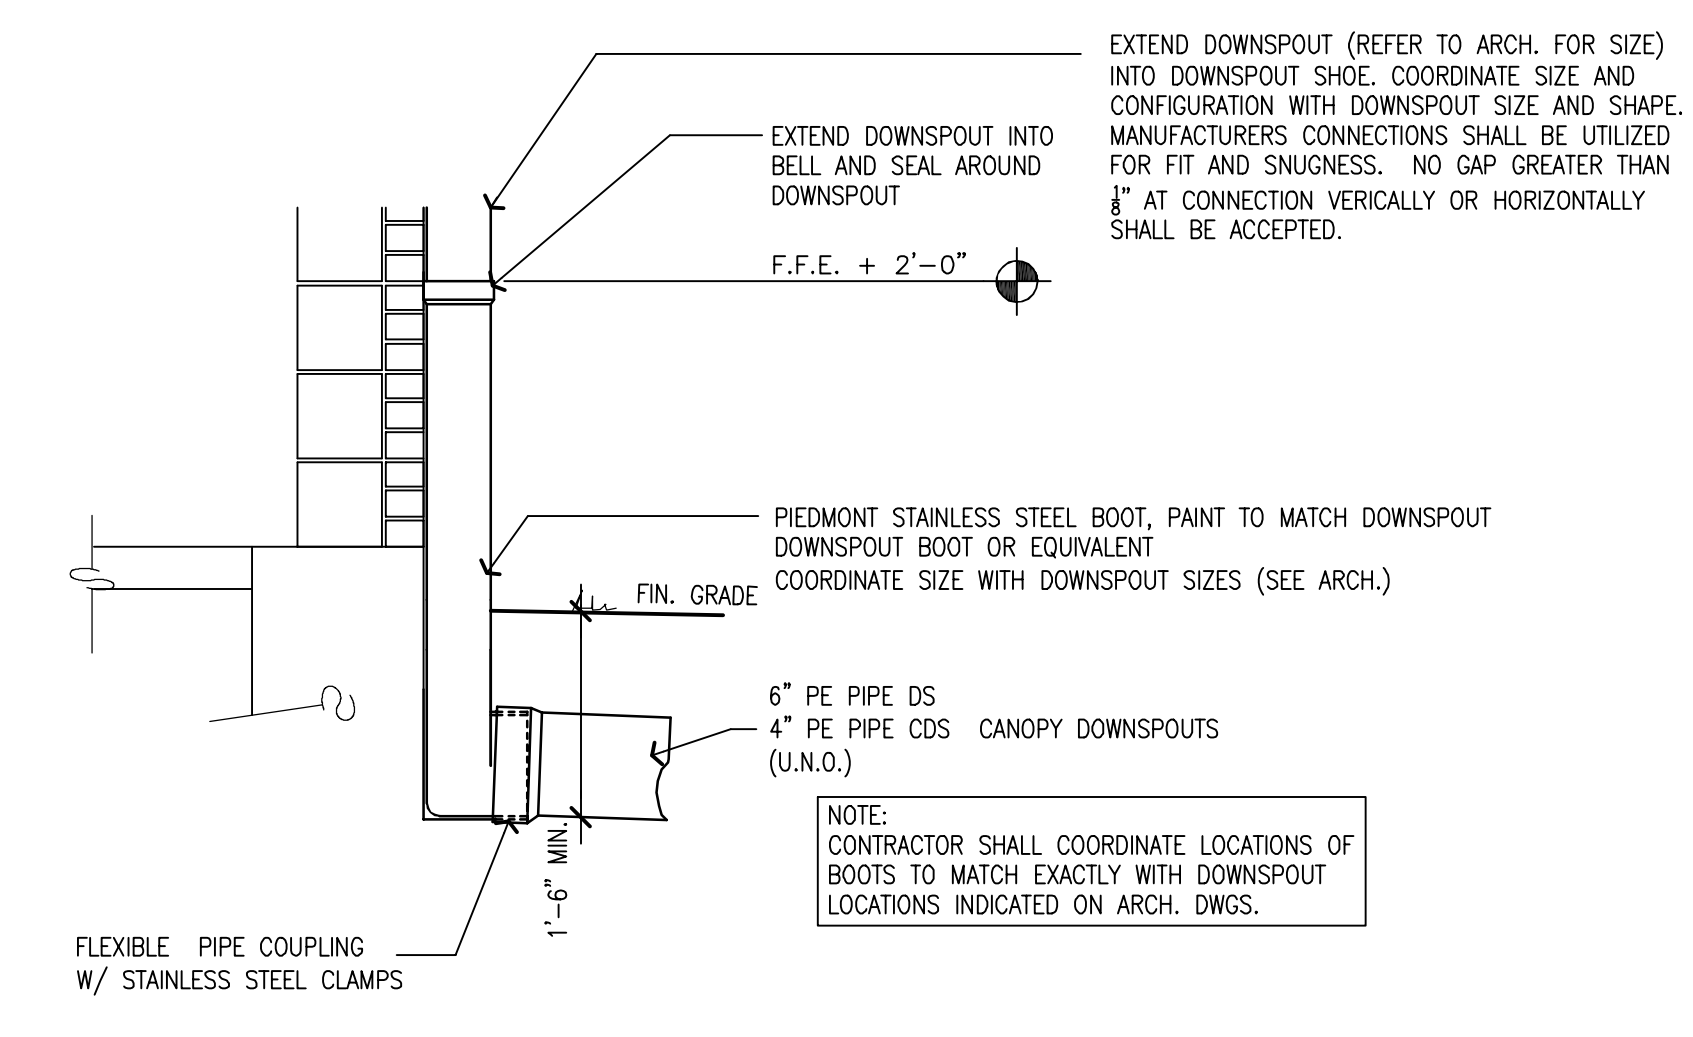 EXTEND DOWNSPOUT (REFER TO ARCH. FOR SIZE)
INTO DOWNSPOUT SHOE. COORDINATE SIZE AND
CONFIGURATION WITH DOWNSPOUT SIZE AND SHAPE.
MANUFACTURERS CONNECTIONS SHALL BE UTILIZED
FOR FIT AND SNUGNESS. NO GAP GREATER THAN
1/8" AT CONNECTION VERICALLY OR HORIZONTALLY
SHALL BE ACCEPTED.
EXTEND DOWNSPOUT INTO
BELL AND SEAL AROUND
DOWNSPOUT
F.F.E. + 2'-0"
PIEDMONT STAINLESS STEEL BOOT, PAINT TO MATCH DOWNSPOUT
DOWNSPOUT BOOT OR EQUIVALENT
COORDINATE SIZE WITH DOWNSPOUT SIZES (SEE ARCH.)
FIN. GRADE
6" PE PIPE DS
4" PE PIPE CDS CANOPY DOWNSPOUTS
(U.N.O.)
1'-6" MIN.
NOTE:
CONTRACTOR SHALL COORDINATE LOCATIONS OF
BOOTS TO MATCH EXACTLY WITH DOWNSPOUT
LOCATIONS INDICATED ON ARCH. DWGS.
FLEXIBLE PIPE COUPLING
W/ STAINLESS STEEL CLAMPS